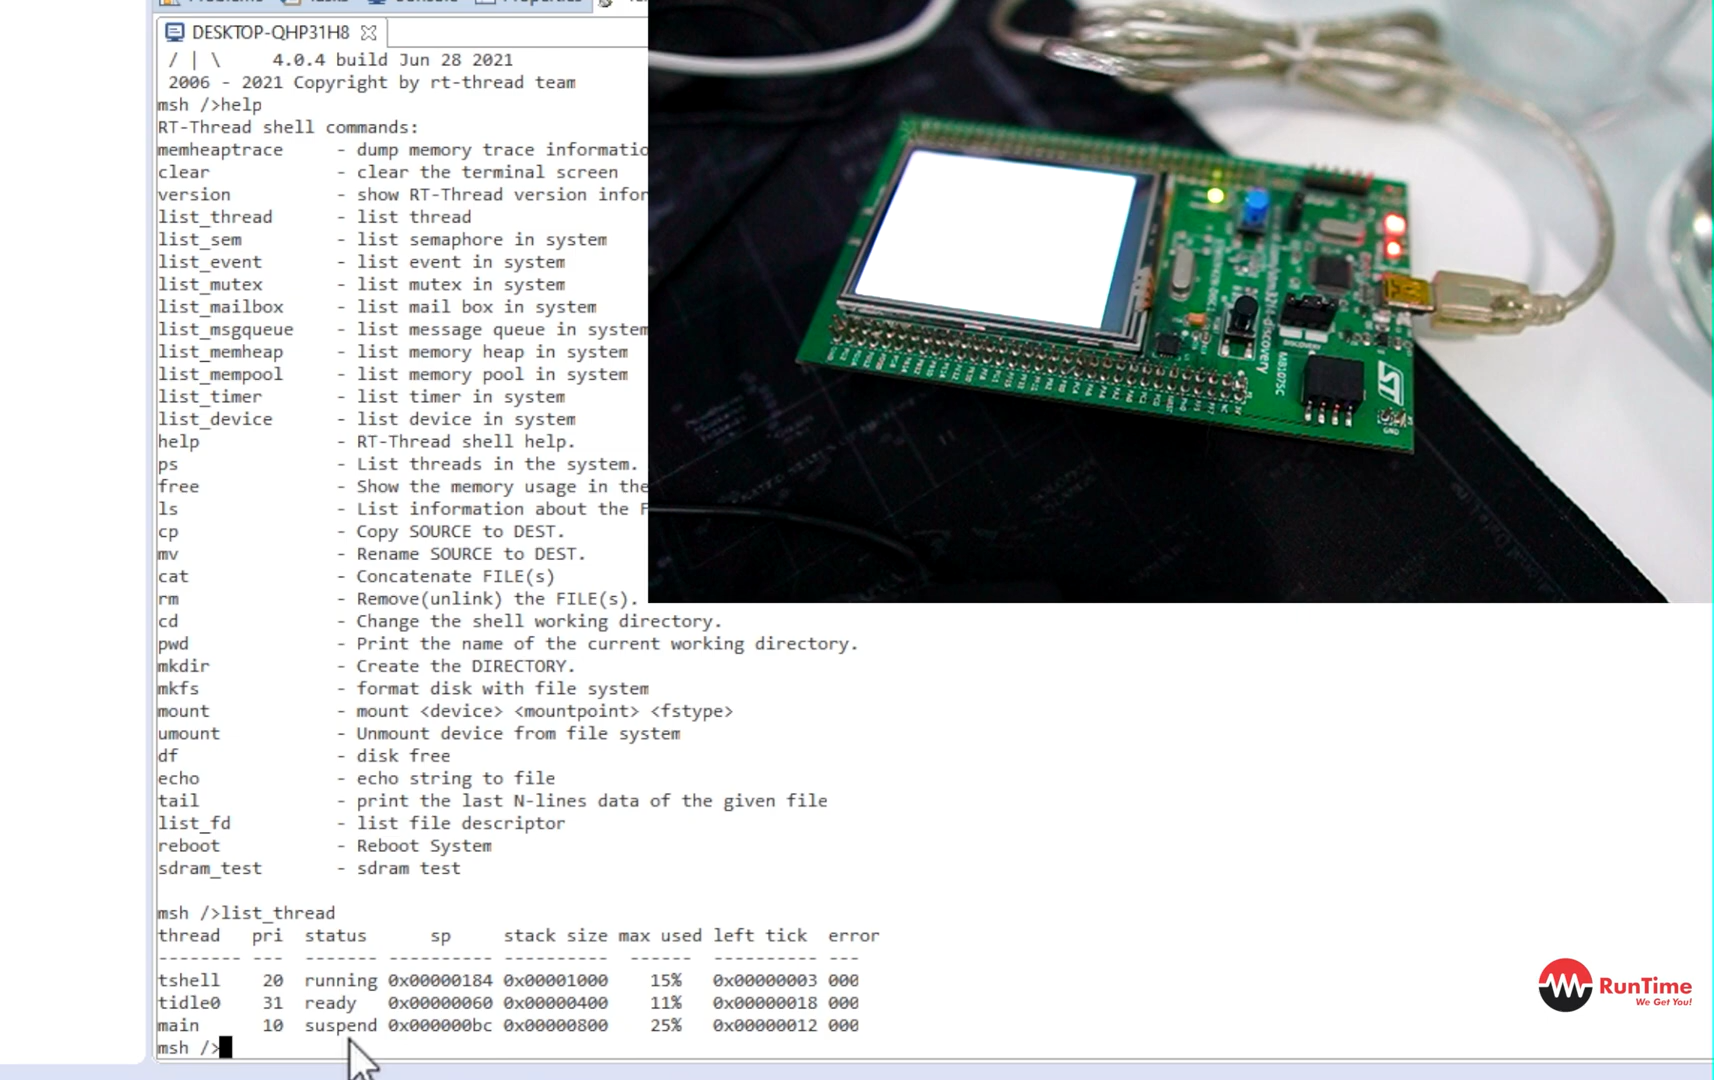 Problems Tasks Console Properties
DESKTOP-QHP31H8
/ | \ 4.0.4 build Jun 28 2021
2006 - 2021 Copyright by rt-thread team
msh />help
RT-Thread shell commands:
memheaptrace - dump memory trace informatio
clear - clear the terminal screen
version - show RT-Thread version infor
list_thread - list thread
list_sem - list semaphore in system
list_event - list event in system
list_mutex - list mutex in system
list_mailbox - list mail box in system
list_msgqueue - list message queue in system
list_memheap - list memory heap in system
list_mempool - list memory pool in system
list_timer - list timer in system
list_device - list device in system
help - RT-Thread shell help.
ps - List threads in the system.
free - Show the memory usage in the
ls - List information about the F
cp - Copy SOURCE to DEST.
mv - Rename SOURCE to DEST.
cat - Concatenate FILE(s)
rm - Remove(unlink) the FILE(s).
cd - Change the shell working directory.
pwd - Print the name of the current working directory.
mkdir - Create the DIRECTORY.
mkfs - format disk with file system
mount - mount <device> <mountpoint> <fstype>
umount - Unmount device from file system
df - disk free
echo - echo string to file
tail - print the last N-lines data of the given file
list_fd - list file descriptor
reboot - Reboot System
sdram_test - sdram test
msh />list_thread
thread pri status sp stack size max used left tick error
-------- --- ------- ---------- ---------- ------ ---------- ---
tshell 20 running 0x00000184 0x00001000 15% 0x00000003 000
tidle0 31 ready 0x00000060 0x00000400 11% 0x00000018 000
main 10 suspend 0x000000bc 0x00000800 25% 0x00000012 000
msh />
MB1075C
ST
GND
RunTime
We Get You!